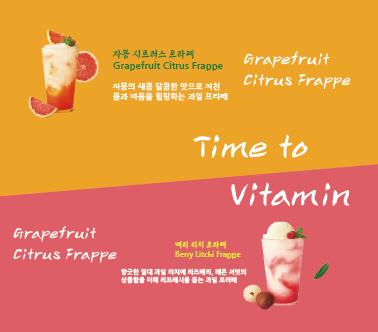 자몽 시트러스 프라페
Grapefruit Citrus Frappe
자몽의 새콤 달콤한 맛으로 지친
몸과 마음을 힐링하는 과일 프라페
Grapefruit
Citrus Frappe
Time to
Vitamin
Grapefruit
Citrus Frappe
베리 리치 프라페
Berry Litchi Frappe
향긋한 열대 과일 리치에 라즈베리, 레몬 셔벗의
상큼함을 더해 리프레시를 돕는 과일 프라페